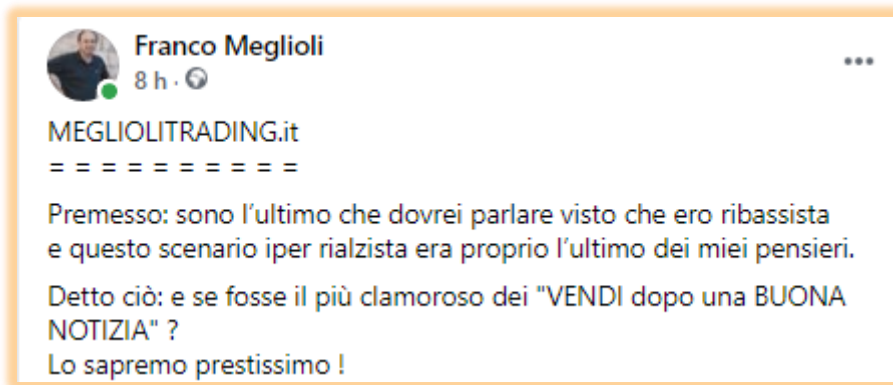 Franco Meglioli
8 h ·
MEGLIOLITRADING.it
= = = = = = = = = =
Premesso: sono l'ultimo che dovrei parlare visto che ero ribassista
e questo scenario iper rialzista era proprio l'ultimo dei miei pensieri.
Detto ciò: e se fosse il più clamoroso dei "VENDI dopo una BUONA
NOTIZIA" ?
Lo sapremo prestissimo !